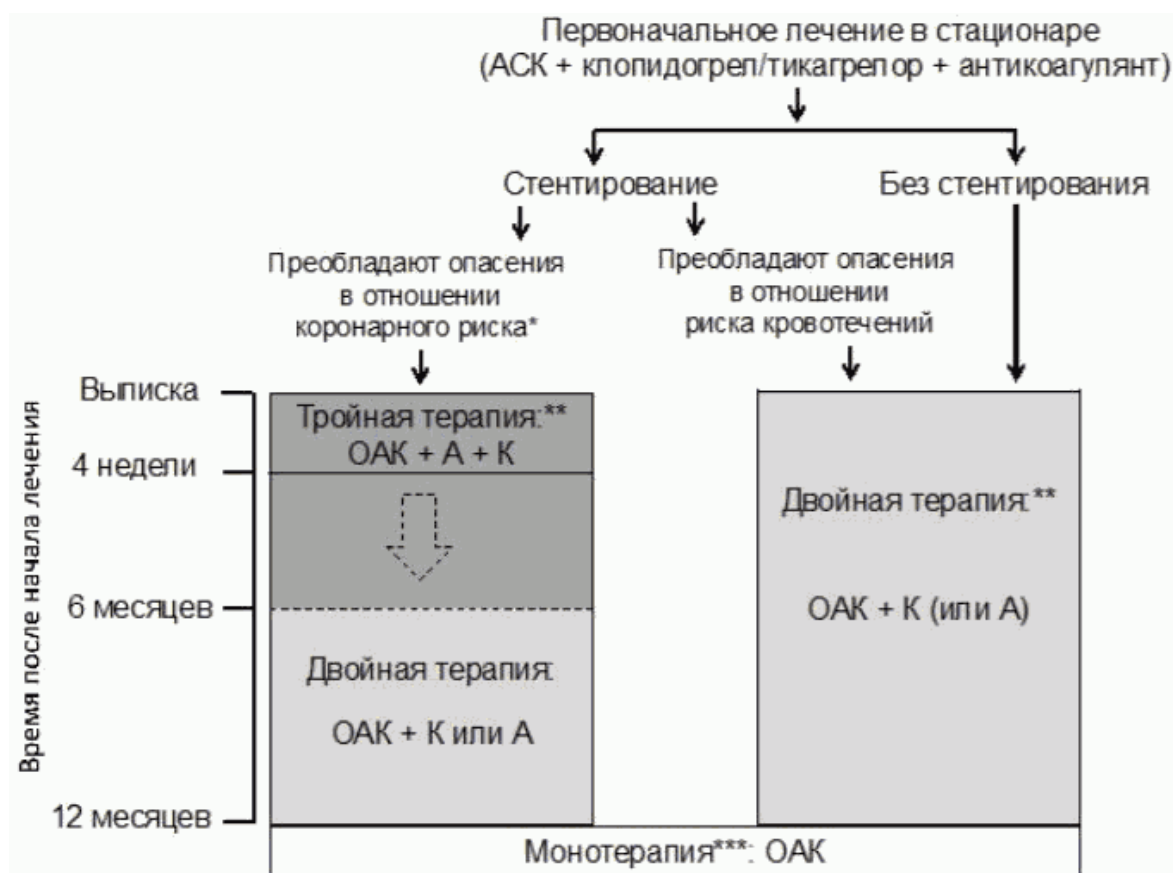 Первоначальное лечение в стационаре
(АСК + клопидогрел/тикагрелор + антикоагулянт)
Стентирование
Без стентирования
Преобладают опасения
в отношении
коронарного риска*
Преобладают опасения
в отношении
риска кровотечений
Время после начала лечения
Выписка
4 недели
6 месяцев
12 месяцев
Тройная терапия:**
ОАК + А + К
Двойная терапия:
ОАК + К или А
Двойная терапия:**
ОАК + К (или А)
Монотерапия***: ОАК